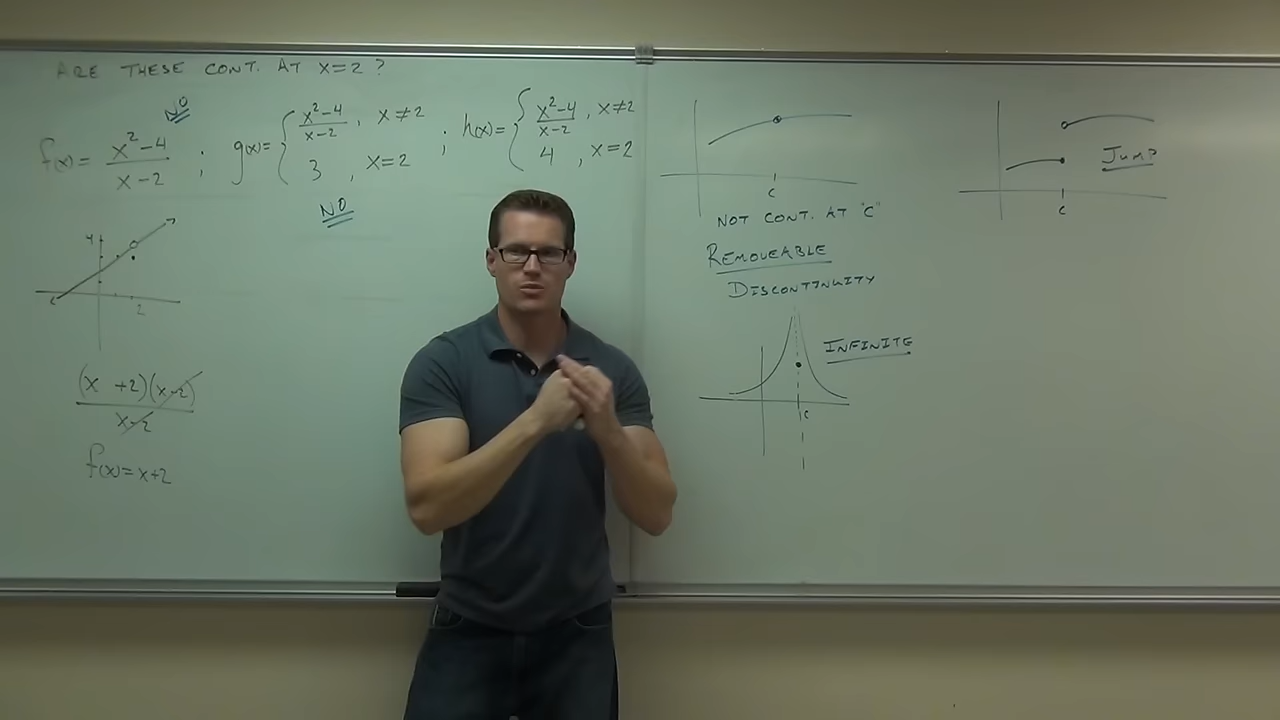 ARE THESE CONT. AT X=2?
NO
f(x)= x²-4 / x-2 ; g(x)= { x²-4 / x-2 , x≠2 ; h(x)= { x²-4 / x-2 , x≠2
3 , x=2
4 , x=2
NO
4
2
(x +2)(x-2)
x-2
f(x)=x+2
C
NOT CONT. AT "C"
REMOVEABLE
DISCONTINUITY
INFINITE
C
JUMP
C